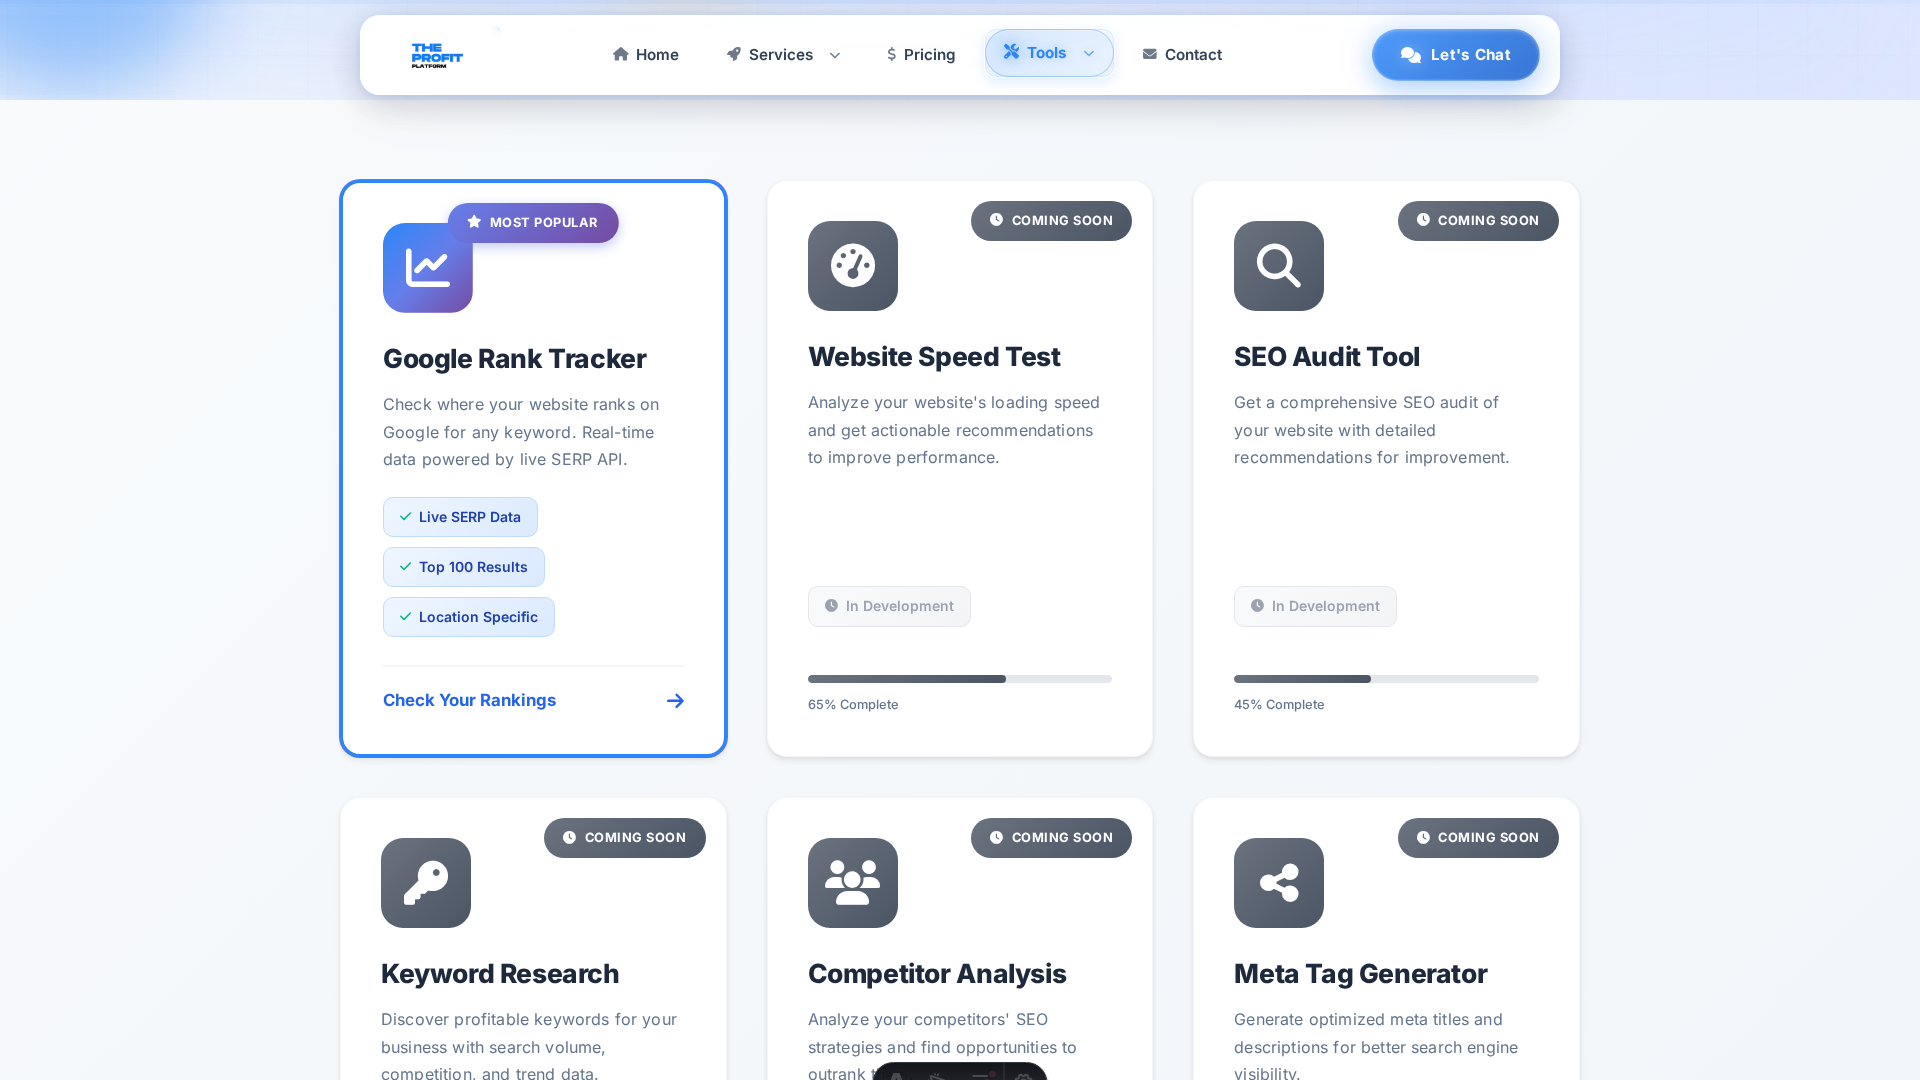 THE
PROFIT
PLATFORM
Home
Services
Pricing
Tools
Contact
Let's Chat
MOST POPULAR
Google Rank Tracker
Check where your website ranks on
Google for any keyword. Real-time
data powered by live SERP API.
Live SERP Data
Top 100 Results
Location Specific
Check Your Rankings
COMING SOON
Website Speed Test
Analyze your website's loading speed
and get actionable recommendations
to improve performance.
In Development
65% Complete
COMING SOON
SEO Audit Tool
Get a comprehensive SEO audit of
your website with detailed
recommendations for improvement.
In Development
45% Complete
COMING SOON
Keyword Research
Discover profitable keywords for your
business with search volume,
competition, and trend data.
COMING SOON
Competitor Analysis
Analyze your competitors' SEO
strategies and find opportunities to
outrank
COMING SOON
Meta Tag Generator
Generate optimized meta titles and
descriptions for better search engine
visibility.